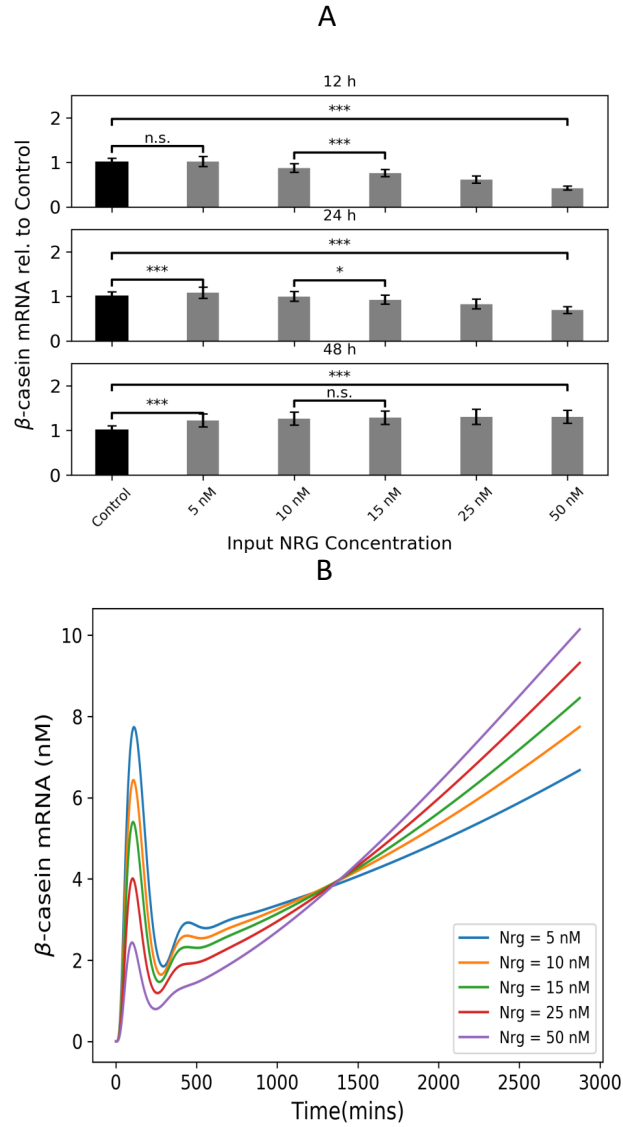 A
12 h
***
n.s.
***
2
1
0
24 h
***
***
*
2
1
0
48 h
***
n.s.
***
2
1
0
β-casein mRNA rel. to Control
Control
5 nM
10 nM
15 nM
25 nM
50 nM
Input NRG Concentration
B
10
8
6
4
2
0
β-casein mRNA (nM)
Nrg = 5 nM
Nrg = 10 nM
Nrg = 15 nM
Nrg = 25 nM
Nrg = 50 nM
0 500 1000 1500 2000 2500 3000
Time(mins)